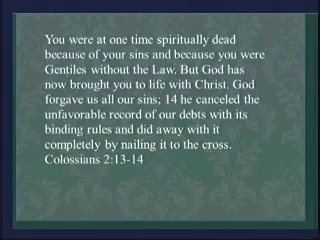 You were at one time spiritually dead
because of your sins and because you were
Gentiles without the Law. But God has
now brought you to life with Christ. God
forgave us all our sins; 14 he canceled the
unfavorable record of our debts with its
binding rules and did away with it
completely by nailing it to the cross.
Colossians 2:13-14